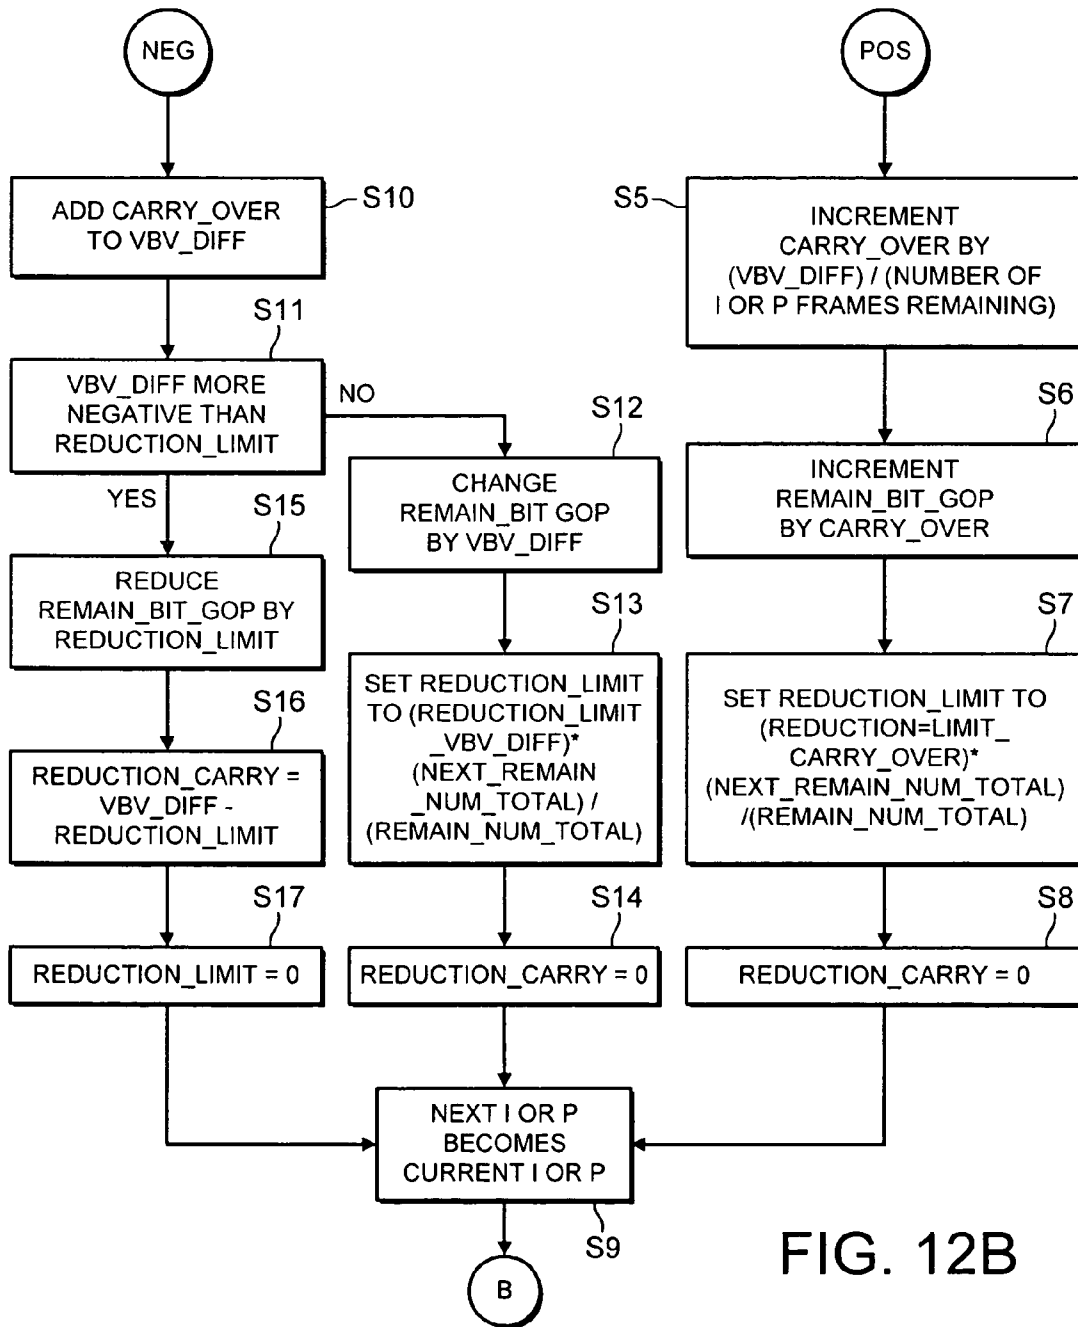 NEG
ADD CARRY_OVER
TO VBV_DIFF
S10
S11
VBV_DIFF MORE
NEGATIVE THAN
REDUCTION_LIMIT
NO
YES
S15
REDUCE
REMAIN_BIT_GOP BY
REDUCTION_LIMIT
S16
REDUCTION_CARRY =
VBV_DIFF -
REDUCTION_LIMIT
S17
REDUCTION_LIMIT = 0
S12
CHANGE
REMAIN_BIT GOP
BY VBV_DIFF
S13
SET REDUCTION_LIMIT
TO (REDUCTION_LIMIT
_VBV_DIFF)*
(NEXT_REMAIN
_NUM_TOTAL) /
(REMAIN_NUM_TOTAL)
S14
REDUCTION_CARRY = 0
POS
S5
INCREMENT
CARRY_OVER BY
(VBV_DIFF) / (NUMBER OF
I OR P FRAMES REMAINING)
S6
INCREMENT
REMAIN_BIT_GOP
BY CARRY_OVER
S7
SET REDUCTION_LIMIT TO
(REDUCTION=LIMIT_
CARRY_OVER)*
(NEXT_REMAIN_NUM_TOTAL)
/(REMAIN_NUM_TOTAL)
S8
REDUCTION_CARRY = 0
NEXT I OR P
BECOMES
CURRENT I OR P
S9
B
FIG. 12B